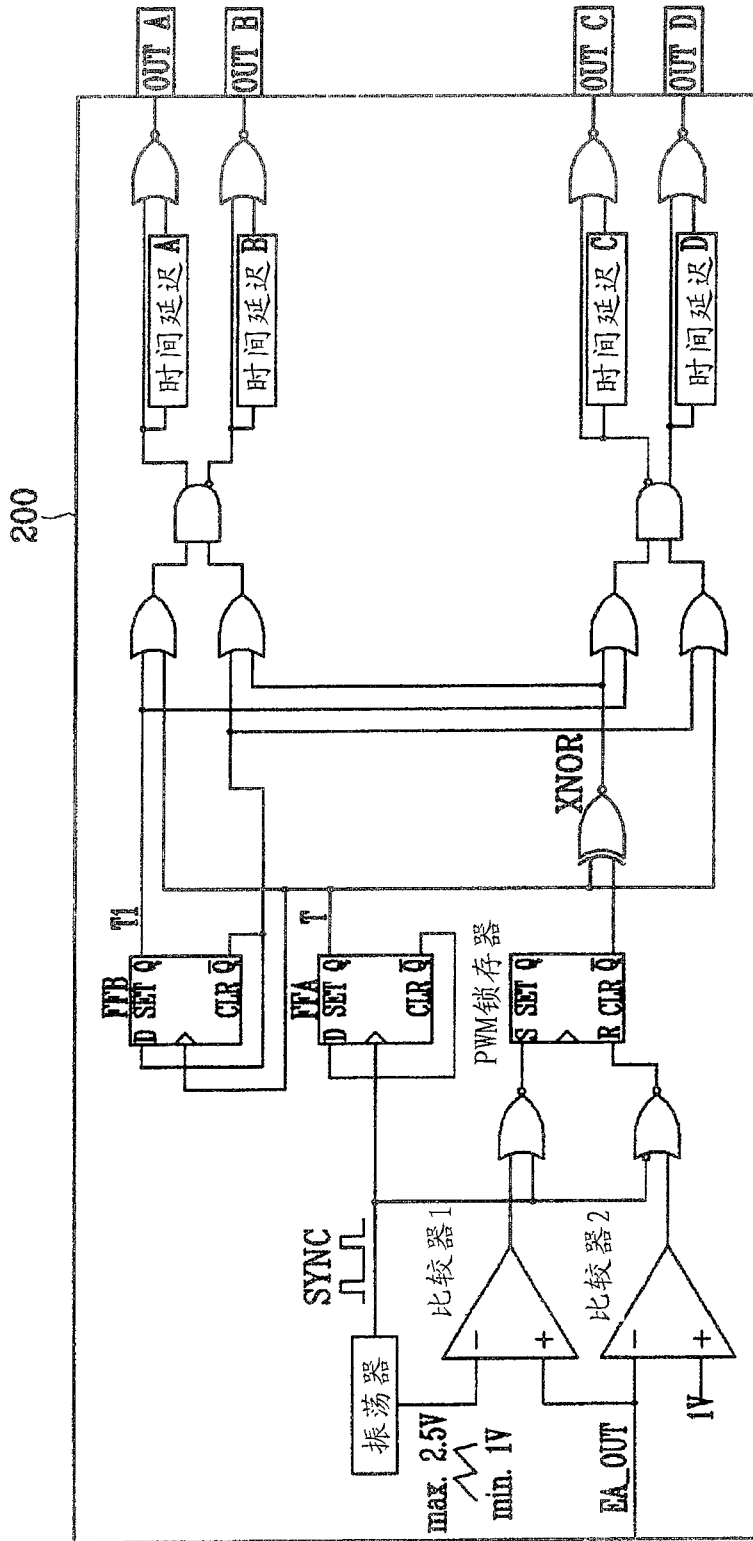 200
OUT A
OUT B
OUT C
OUT D
时间延迟 A
时间延迟 B
时间延迟 C
时间延迟 D
XNOR
FFB
T1
D SET Q
CLR Q̅
FFA
T
D SET Q
CLR Q̅
PWM锁存器
S SET Q
R CLR Q̅
SYNC
振荡器
比较器1
比较器2
max. 2.5V
min. 1V
EA_OUT
1V
−
+
−
+